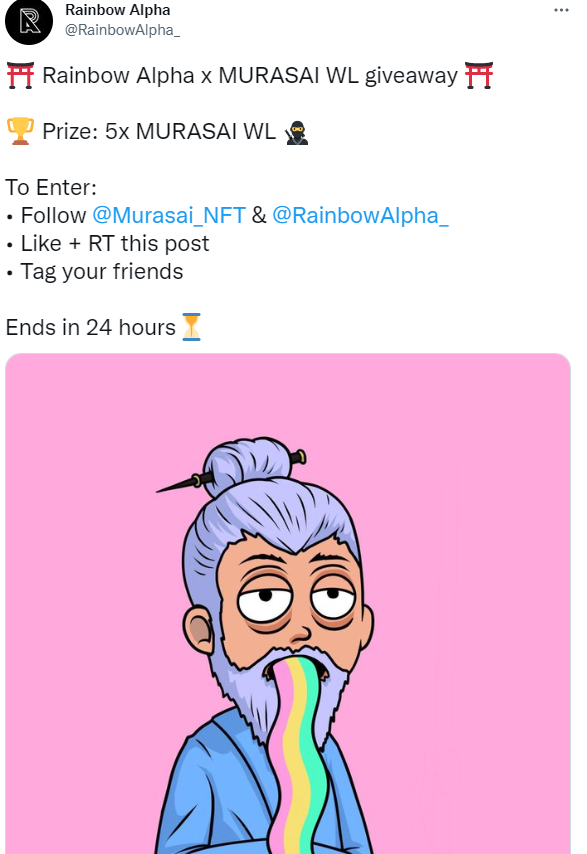 Rainbow Alpha
@RainbowAlpha_
⛩️ Rainbow Alpha x MURASAI WL giveaway ⛩️
🏆 Prize: 5x MURASAI WL 🥷
To Enter:
• Follow @Murasai_NFT & @RainbowAlpha_
• Like + RT this post
• Tag your friends
Ends in 24 hours⏳